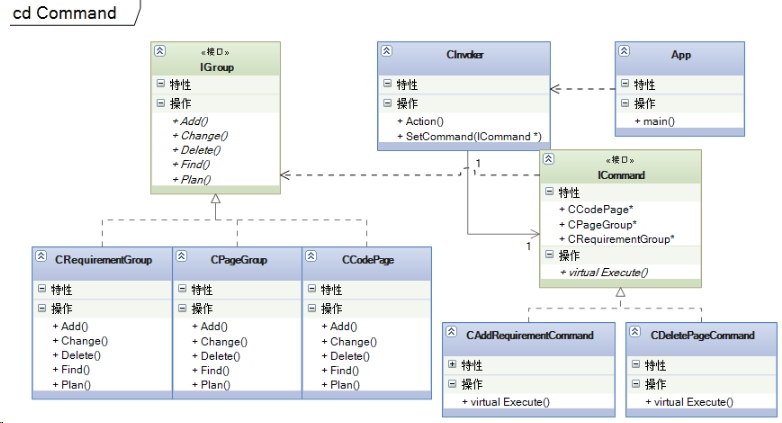 cd Command
«接口»
IGroup
特性
操作
+ Add()
+ Change()
+ Delete()
+ Find()
+ Plan()
CInvoker
特性
操作
+ Action()
+ SetCommand(ICommand *)
App
特性
操作
+ main()
1
1
«接口»
ICommand
特性
+ CCodePage*
+ CPageGroup*
+ CRequirementGroup*
操作
+ virtual Execute()
CRequirementGroup
特性
操作
+ Add()
+ Change()
+ Delete()
+ Find()
+ Plan()
CPageGroup
特性
操作
+ Add()
+ Change()
+ Delete()
+ Find()
+ Plan()
CCodePage
特性
操作
+ Add()
+ Change()
+ Delete()
+ Find()
+ Plan()
CAddRequirementCommand
特性
操作
+ virtual Execute()
CDeletePageCommand
特性
操作
+ virtual Execute()